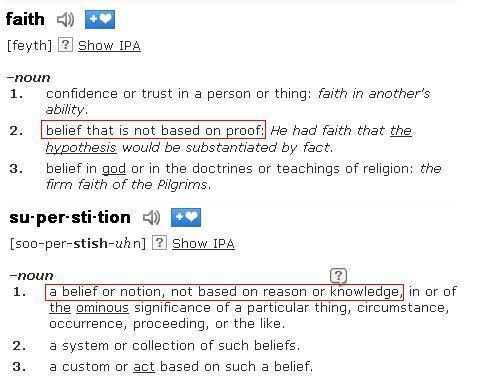 faith
[feyth] ? Show IPA
–noun
1. confidence or trust in a person or thing: faith in another's
ability.
2. belief that is not based on proof: He had faith that the
hypothesis would be substantiated by fact.
3. belief in god or in the doctrines or teachings of religion: the
firm faith of the Pilgrims.
su·per·sti·tion
[soo-per-stish-uhn] ? Show IPA
–noun
?
1. a belief or notion, not based on reason or knowledge, in or of
the ominous significance of a particular thing, circumstance,
occurrence, proceeding, or the like.
2. a system or collection of such beliefs.
3. a custom or act based on such a belief.